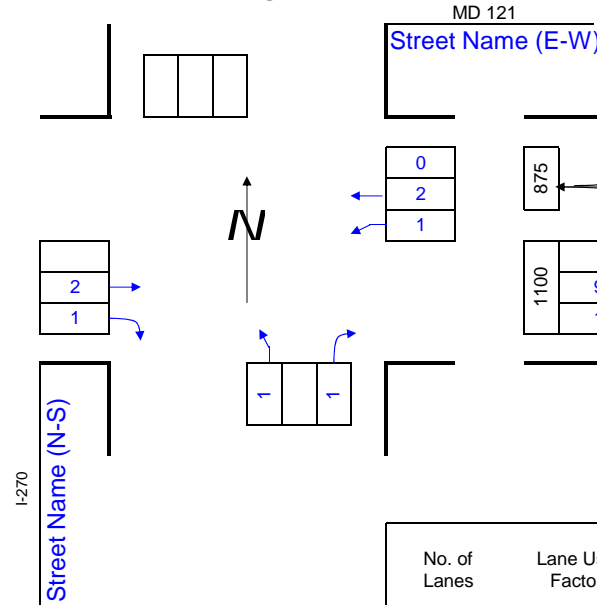 MD 121
Street Name (E-W)
0
2
1
875
N
2
1
1100
1
1
I-270
Street Name (N-S)
No. of
Lanes
Lane